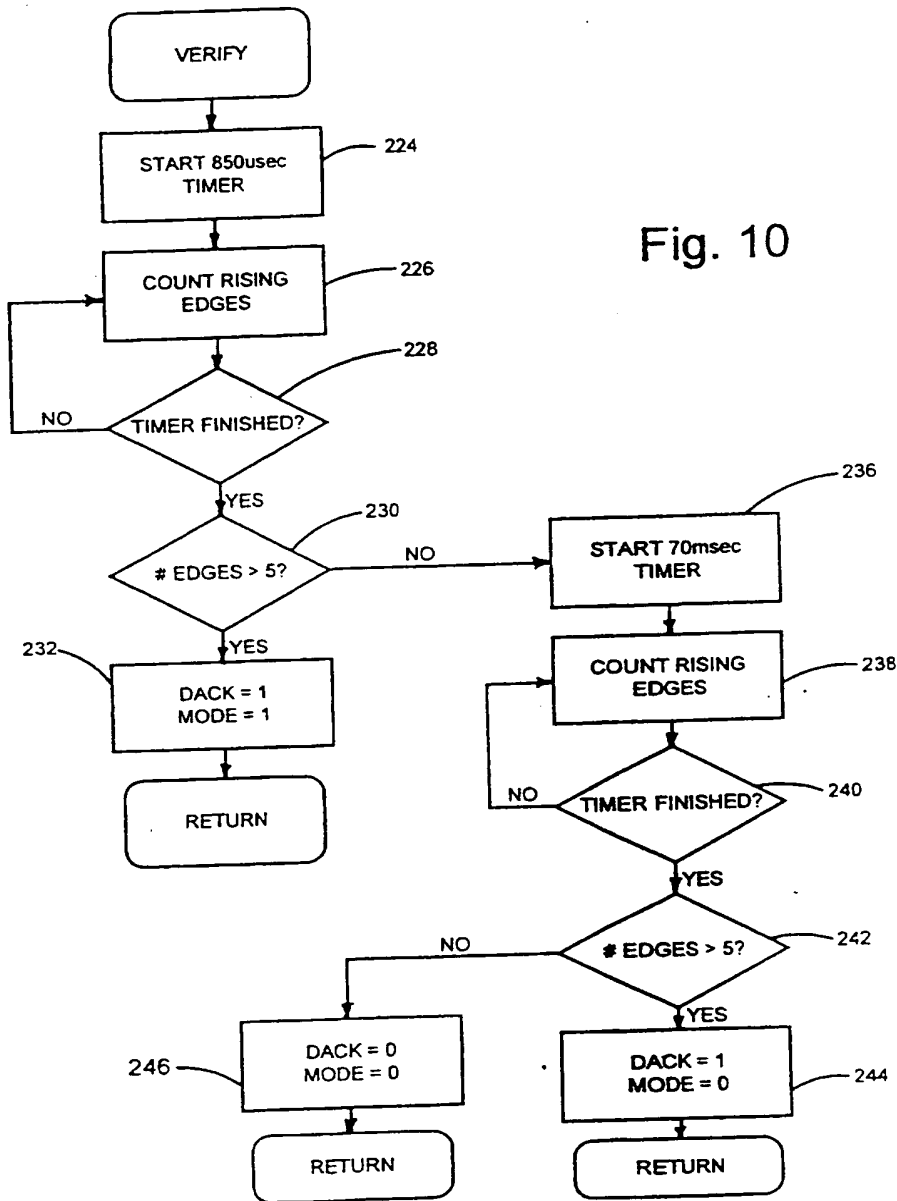 VERIFY
START 850usec
TIMER
224
Fig. 10
COUNT RISING
EDGES
226
228
NO
TIMER FINISHED?
YES
230
# EDGES > 5?
NO
236
START 70msec
TIMER
YES
232
DACK = 1
MODE = 1
COUNT RISING
EDGES
238
RETURN
NO
TIMER FINISHED?
240
YES
NO
# EDGES > 5?
242
YES
246
DACK = 0
MODE = 0
DACK = 1
MODE = 0
244
RETURN
RETURN